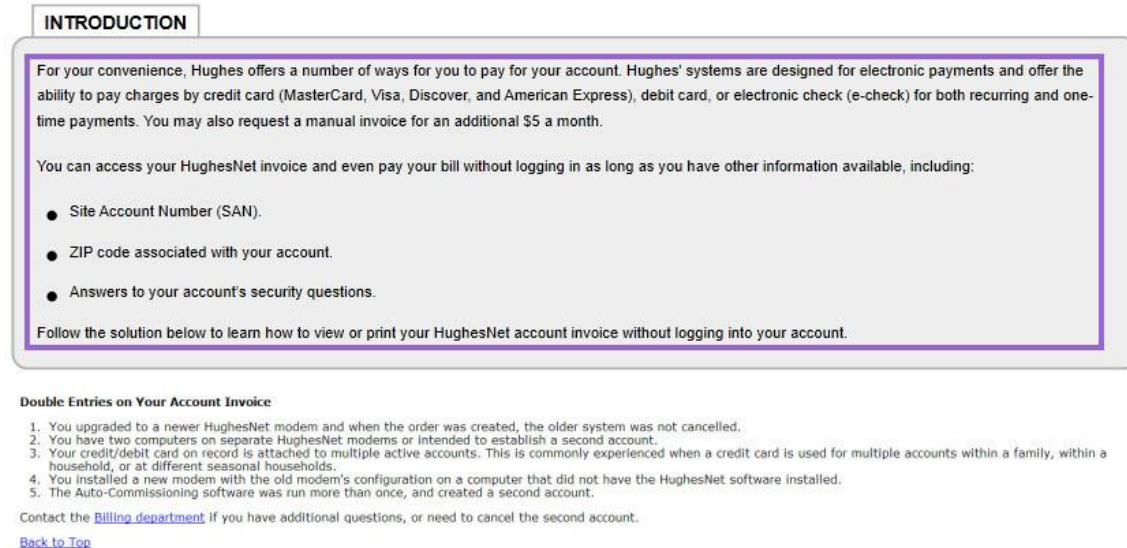 INTRODUCTION
For your convenience, Hughes offers a number of ways for you to pay for your account. Hughes' systems are designed for electronic payments and offer the
ability to pay charges by credit card (MasterCard, Visa, Discover, and American Express), debit card, or electronic check (e-check) for both recurring and one-
time payments. You may also request a manual invoice for an additional $5 a month.
You can access your HughesNet invoice and even pay your bill without logging in as long as you have other information available, including:
● Site Account Number (SAN).
● ZIP code associated with your account.
● Answers to your account's security questions.
Follow the solution below to learn how to view or print your HughesNet account invoice without logging into your account.
Double Entries on Your Account Invoice
1. You upgraded to a newer HughesNet modem and when the order was created, the older system was not cancelled.
2. You have two computers on separate HughesNet modems or intended to establish a second account.
3. Your credit/debit card on record is attached to multiple active accounts. This is commonly experienced when a credit card is used for multiple accounts within a family, within a
household, or at different seasonal households.
4. You installed a new modem with the old modem's configuration on a computer that did not have the HughesNet software installed.
5. The Auto-Commissioning software was run more than once, and created a second account.
Contact the Billing department if you have additional questions, or need to cancel the second account.
Back to Top